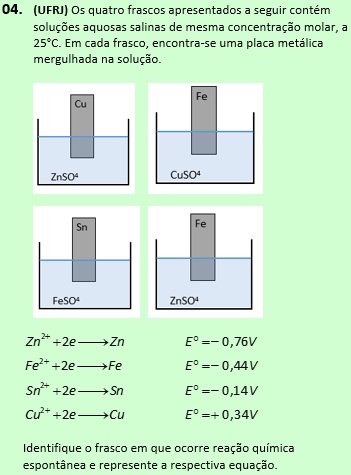 04. (UFRJ) Os quatro frascos apresentados a seguir contém
soluções aquosas salinas de mesma concentração molar, a
25°C. Em cada frasco, encontra-se uma placa metálica
mergulhada na solução.
Cu
ZnSO⁴
Fe
CuSO⁴
Sn
FeSO⁴
Fe
ZnSO⁴
Zn²⁺ +2e ⟶ Zn E° = − 0,76V
Fe²⁺ +2e ⟶ Fe E° = − 0,44V
Sn²⁺ +2e ⟶ Sn E° = − 0,14V
Cu²⁺ +2e ⟶ Cu E° = + 0,34V
Identifique o frasco em que ocorre reação química
espontânea e represente a respectiva equação.